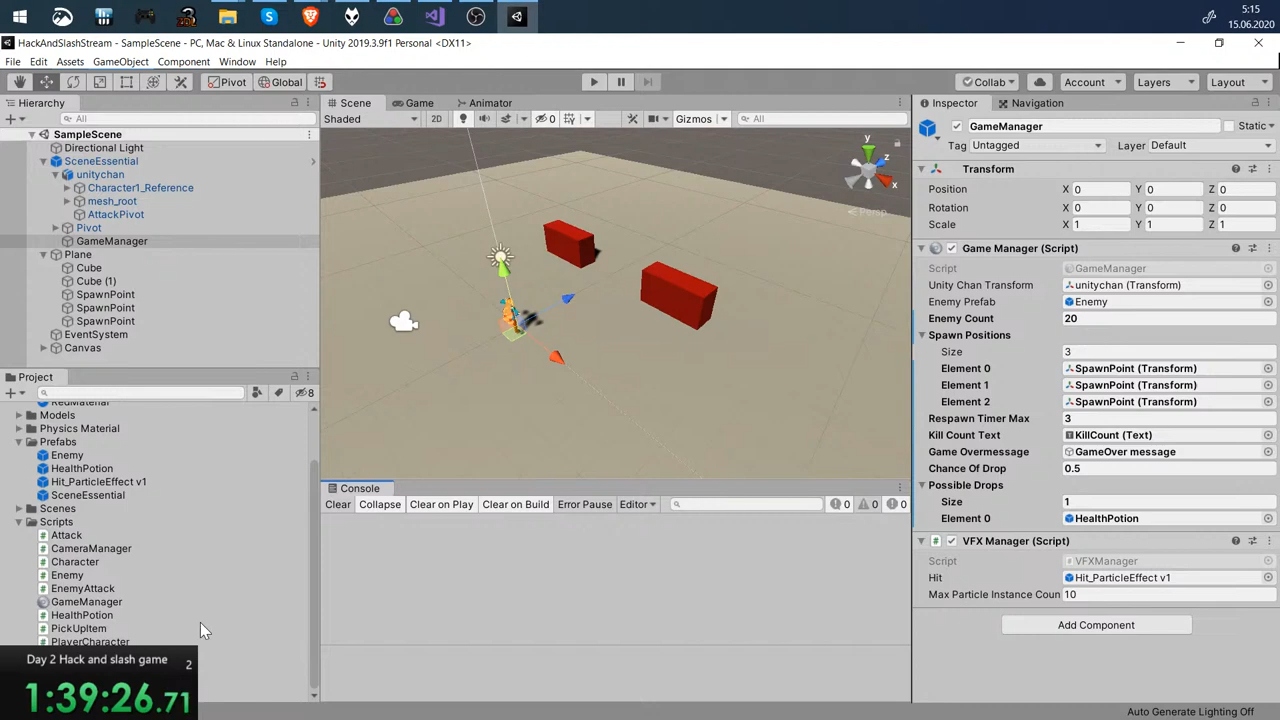 5:15
15.06.2020
HackAndSlashStream - SampleScene - PC, Mac & Linux Standalone - Unity 2019.3.9f1 Personal <DX11>
File Edit Assets GameObject Component Window Help
Pivot Global Collab Account Layers Layout
Hierarchy
All
SampleScene
Directional Light
SceneEssential
unitychan
Character1_Reference
mesh_root
AttackPivot
Pivot
GameManager
Plane
Cube
Cube (1)
SpawnPoint
SpawnPoint
SpawnPoint
EventSystem
Canvas
Project
8
RedMaterial
Models
Physics Material
Prefabs
Enemy
HealthPotion
Hit_ParticleEffect v1
SceneEssential
Scenes
Scripts
Attack
CameraManager
Character
Enemy
EnemyAttack
GameManager
HealthPotion
PickUpItem
PlayerCharacter
Day 2 Hack and slash game 2
1:39:26.71
Scene Game Animator
Shaded 2D 0 Gizmos All
y
z
x
Persp
Console
Clear Collapse Clear on Play Clear on Build Error Pause Editor 0 0 0
Inspector Navigation
GameManager Static
Tag Untagged Layer Default
Transform
Position X 0 Y 0 Z 0
Rotation X 0 Y 0 Z 0
Scale X 1 Y 1 Z 1
Game Manager (Script)
Script GameManager
Unity Chan Transform unitychan (Transform)
Enemy Prefab Enemy
Enemy Count 20
Spawn Positions
Size 3
Element 0 SpawnPoint (Transform)
Element 1 SpawnPoint (Transform)
Element 2 SpawnPoint (Transform)
Respawn Timer Max 3
Kill Count Text KillCount (Text)
Game Overmessage GameOver message
Chance Of Drop 0.5
Possible Drops
Size 1
Element 0 HealthPotion
VFX Manager (Script)
Script VFXManager
Hit Hit_ParticleEffect v1
Max Particle Instance Coun 10
Add Component
Auto Generate Lighting Off